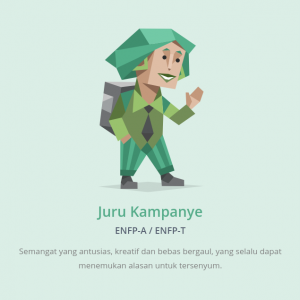 Juru Kampanye
ENFP-A / ENFP-T
Semangat yang antusias, kreatif dan bebas bergaul, yang selalu dapat
menemukan alasan untuk tersenyum.